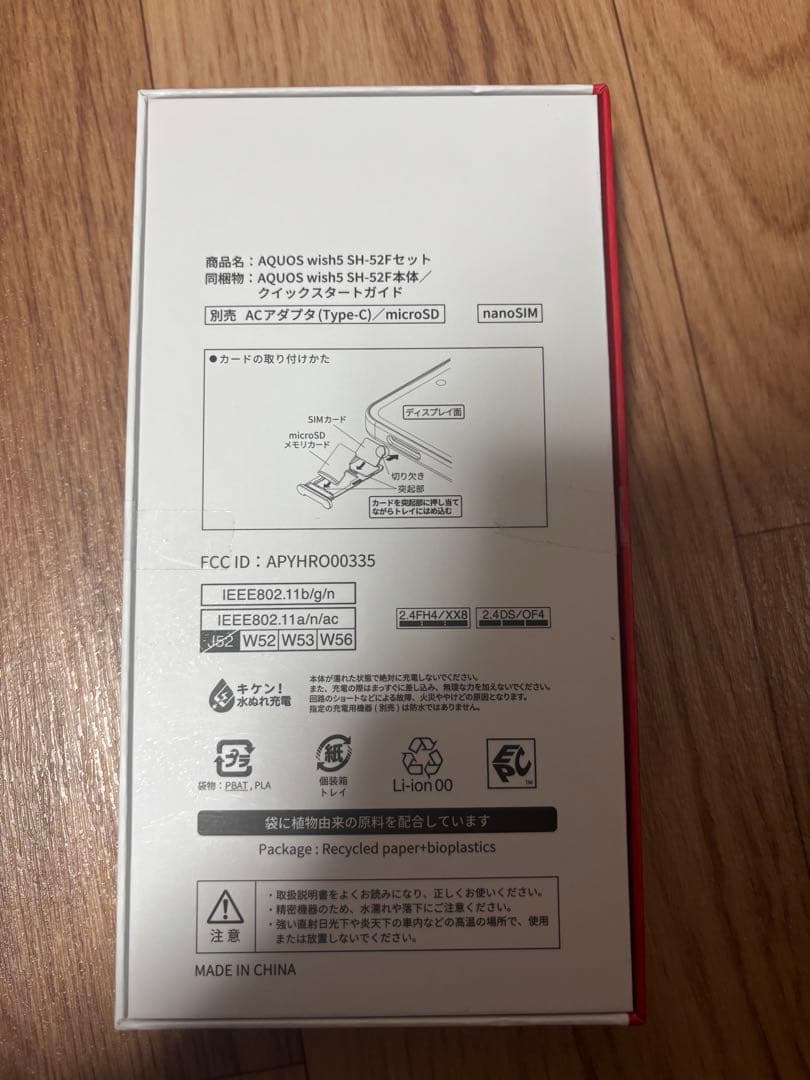 商品名：AQUOS wish5 SH-52Fセット
同梱物：AQUOS wish5 SH-52F本体／
クイックスタートガイド
別売 ACアダプタ(Type-C)／microSD
nanoSIM
●カードの取り付けかた
ディスプレイ面
SIMカード
microSD
メモリカード
切り欠き
突起部
カードを突起部に押し当て
ながらトレイにはめ込む
FCC ID：APYHRO00335
IEEE802.11b/g/n
IEEE802.11a/n/ac
J52 W52 W53 W56
2.4FH4/XX8
2.4DS/OF4
キケン！
水ぬれ充電
本体が濡れた状態で絶対に充電しないでください。
また、充電の際はまっすぐに差し込み、無理な力を加えないでください。
回路のショートなどによる故障、火災ややけどの原因となります。
指定の充電用機器(別売)は防水ではありません。
プラ
袋物：PBAT , PLA
紙
個装箱
トレイ
Li-ion 00
EPC
TM
袋に植物由来の原料を配合しています
Package : Recycled paper+bioplastics
注意
・取扱説明書をよくお読みになり、正しくお使いください。
・精密機器のため、水濡れや落下にご注意ください。
・強い直射日光下や炎天下の車内などの高温の場所で、使用
または放置しないでください。
MADE IN CHINA